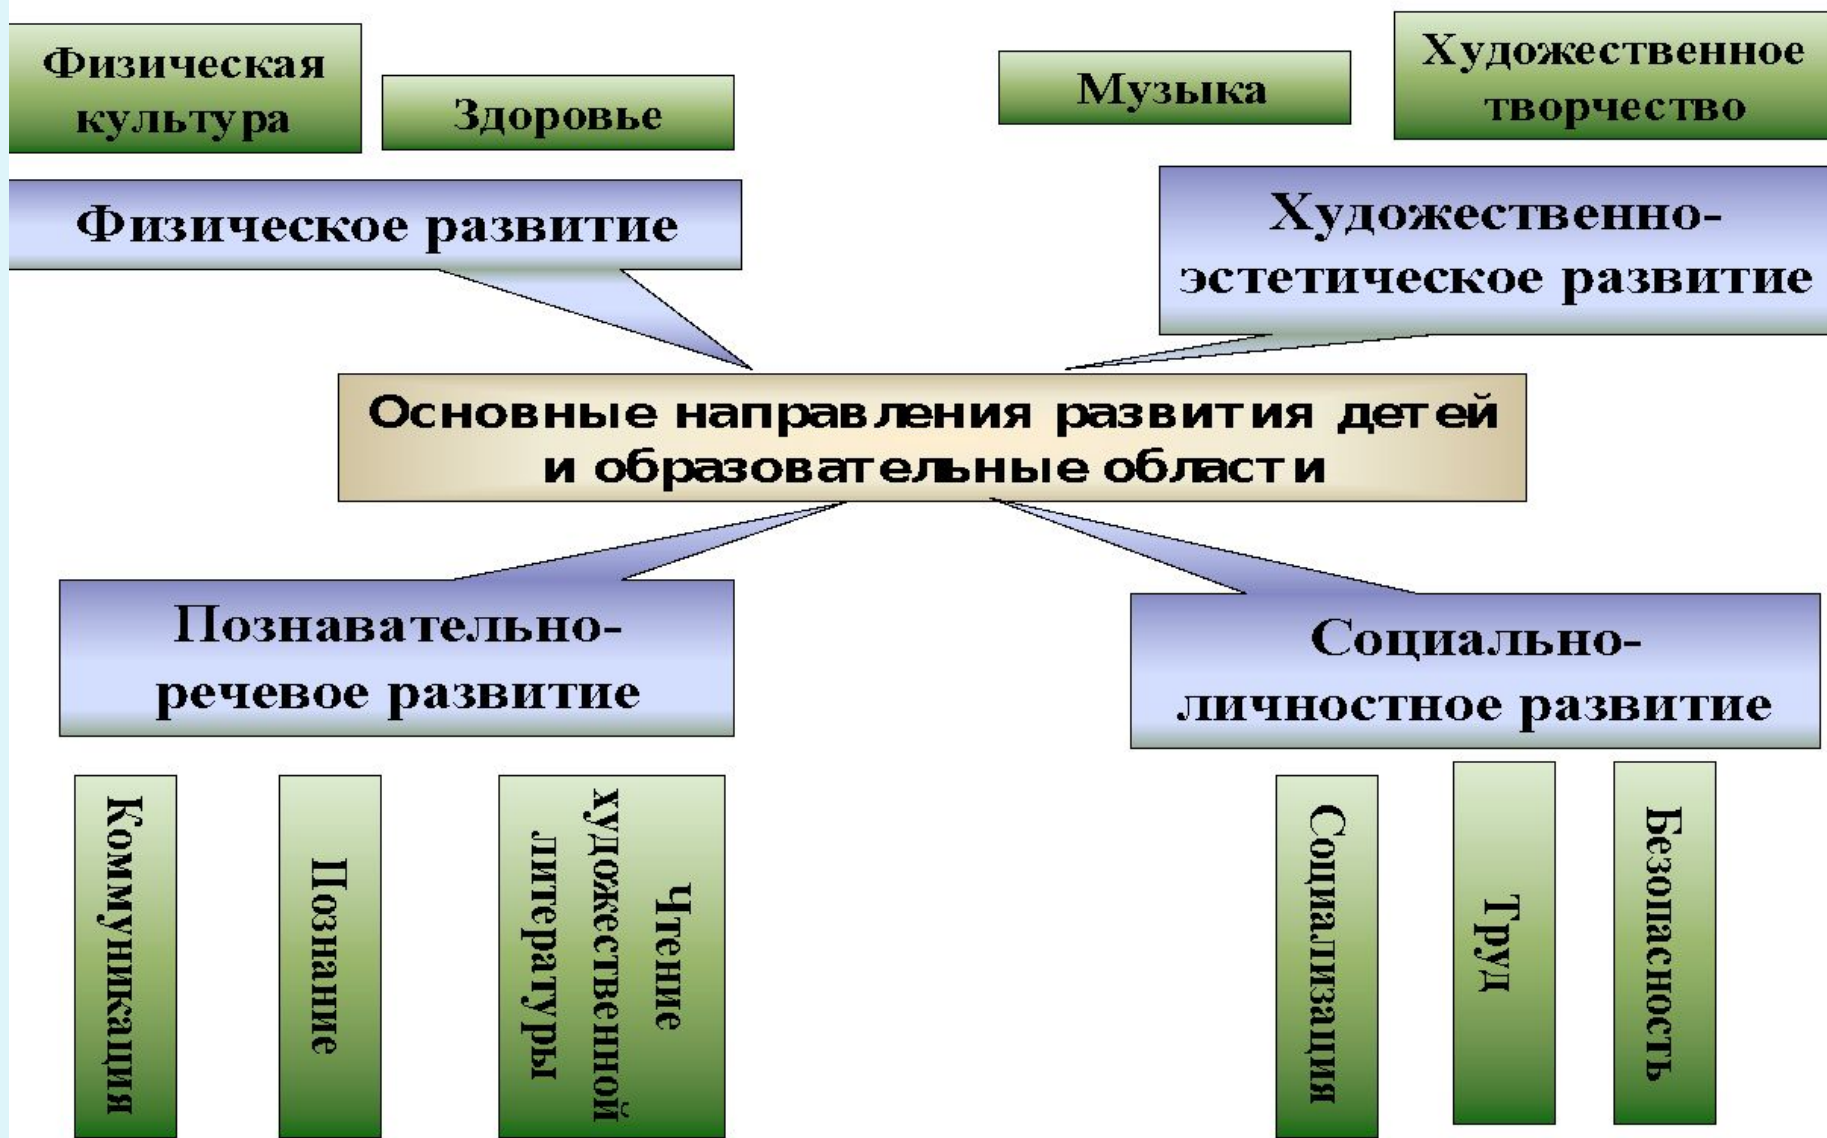 Физическая
культура
Здоровье
Музыка
Художественное
творчество
Физическое развитие
Художественно-
эстетическое развитие
Основные направления развития детей
и образовательные области
Познавательно-
речевое развитие
Социально-
личностное развитие
Коммуникация
Познание
Чтение
художественной
литературы
Социализация
Труд
Безопасность